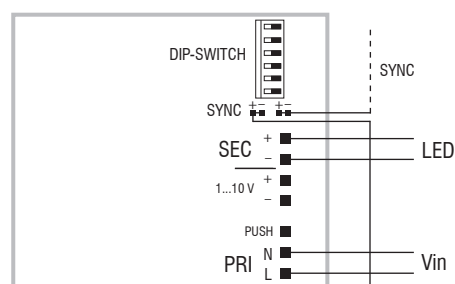 DIP-SWITCH
SYNC
+ - + -
SYNC
+
SEC
LED
-
+
1...10 V
-
PUSH
N
PRI
Vin
L